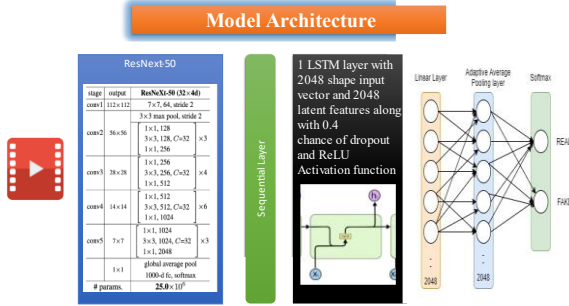 Model Architecture
ResNext-50
stage output ResNeXt-50 (32×4d)
conv1 112×112 7×7, 64, stride 2
3×3 max pool, stride 2
conv2 56×56
1×1, 128
3×3, 128, C=32
1×1, 256
×3
conv3 28×28
1×1, 256
3×3, 256, C=32
1×1, 512
×4
conv4 14×14
1×1, 512
3×3, 512, C=32
1×1, 1024
×6
conv5 7×7
1×1, 1024
3×3, 1024, C=32
1×1, 2048
×3
1×1
global average pool
1000-d fc, softmax
# params. 25.0×10⁶
Sequential Layer
1 LSTM layer with
2048 shape input
vector and 2048
latent features along
with 0.4
chance of dropout
and ReLU
Activation function
h
Linear Layer
Adaptive Average
Pooling layer
Softmax
REAL
FAKE
2048
2048